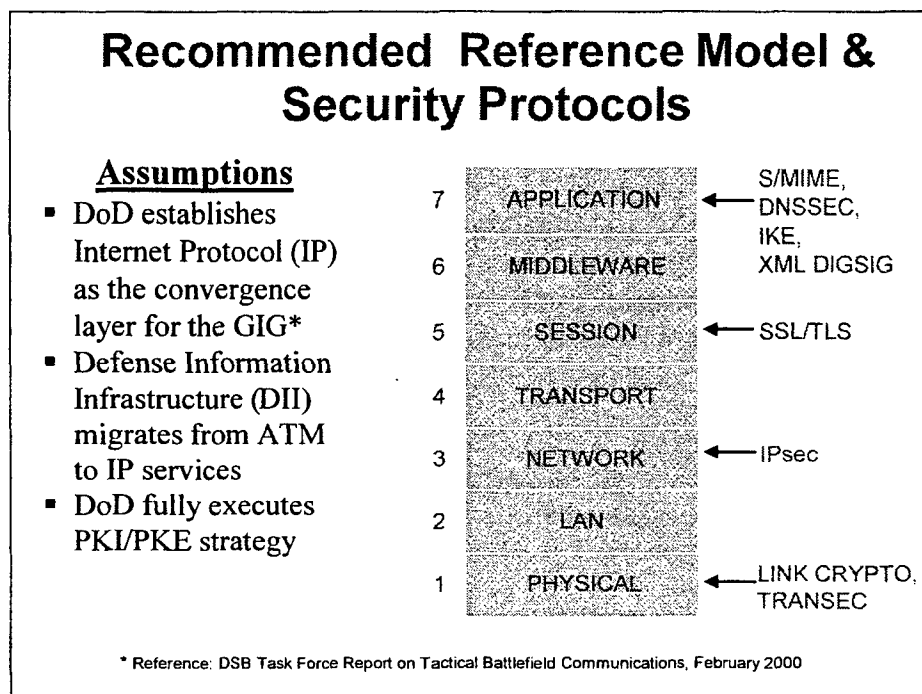 Recommended Reference Model &
Security Protocols
Assumptions
▪ DoD establishes
Internet Protocol (IP)
as the convergence
layer for the GIG*
▪ Defense Information
Infrastructure (DII)
migrates from ATM
to IP services
▪ DoD fully executes
PKI/PKE strategy
7 APPLICATION
6 MIDDLEWARE
5 SESSION
4 TRANSPORT
3 NETWORK
2 LAN
1 PHYSICAL
S/MIME,
DNSSEC,
IKE,
XML DIGSIG
SSL/TLS
IPsec
LINK CRYPTO,
TRANSEC
* Reference: DSB Task Force Report on Tactical Battlefield Communications, February 2000